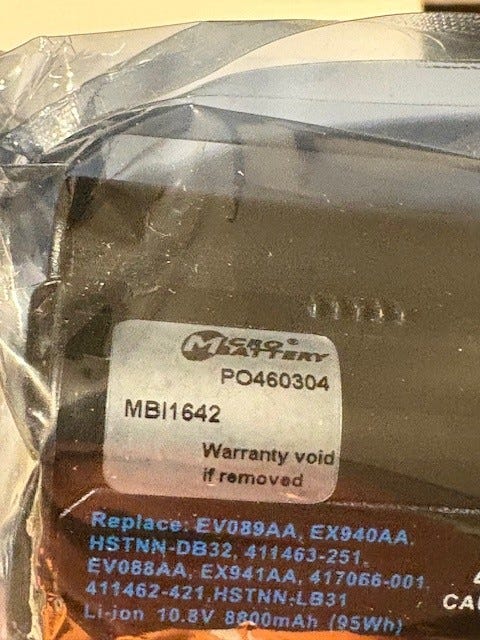 MICRO®
BATTERY
PO460304
MBI1642
Warranty void
if removed
Replace: EV089AA, EX940AA,
HSTNN-DB32, 411463-251,
EV088AA, EX941AA, 417066-001,
411462-421,HSTNN-LB31
Li-ion 10.8V 8800mAh (95Wh)
CAU